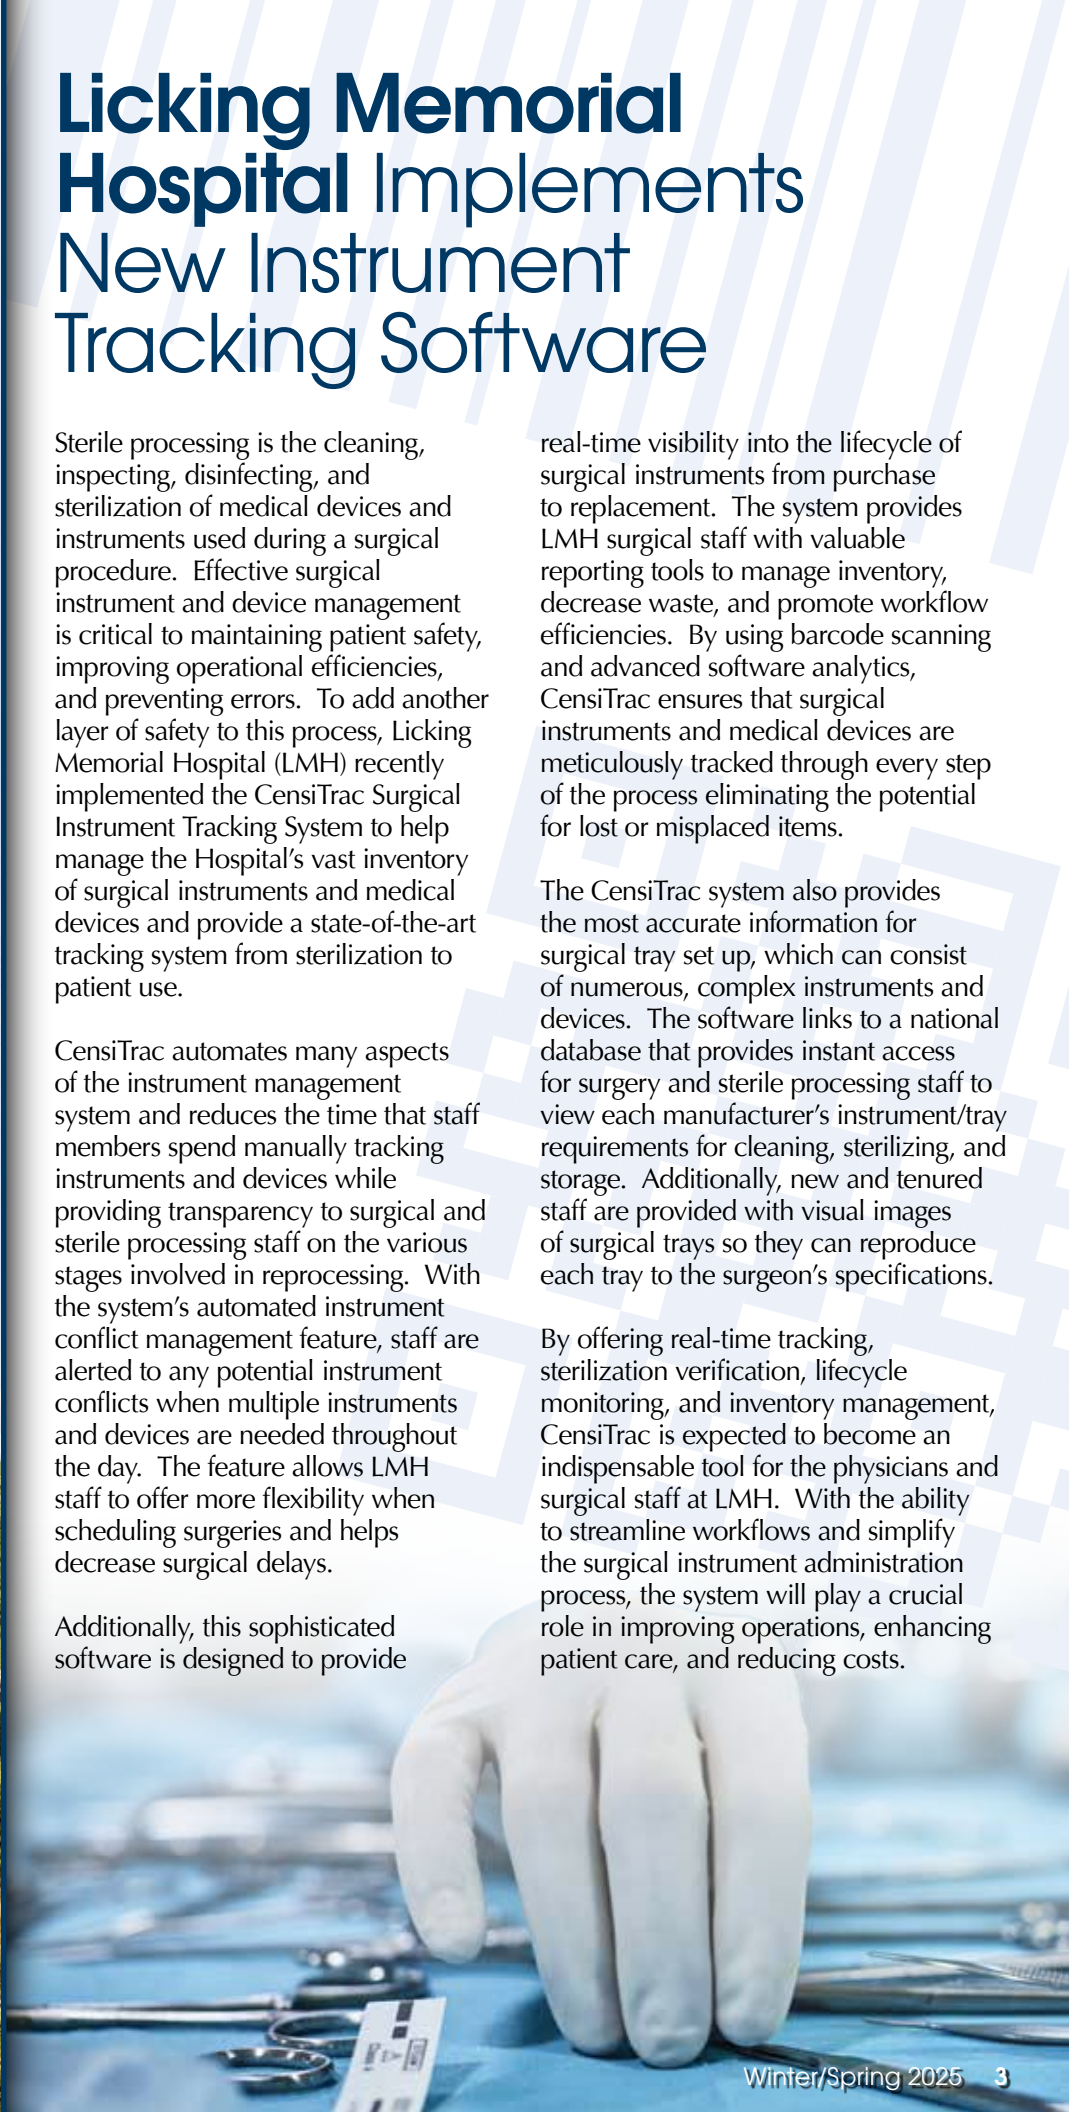 Licking Memorial
Hospital Implements
New Instrument
Tracking Software
Sterile processing is the cleaning,
inspecting, disinfecting, and
sterilization of medical devices and
instruments used during a surgical
procedure.  Effective surgical
instrument and device management
is critical to maintaining patient safety,
improving operational efficiencies,
and preventing errors.  To add another
layer of safety to this process, Licking
Memorial Hospital (LMH) recently
implemented the CensiTrac Surgical
Instrument Tracking System to help
manage the Hospital’s vast inventory
of surgical instruments and medical
devices and provide a state-of-the-art
tracking system from sterilization to
patient use.
CensiTrac automates many aspects
of the instrument management
system and reduces the time that staff
members spend manually tracking
instruments and devices while
providing transparency to surgical and
sterile processing staff on the various
stages involved in reprocessing.  With
the system’s automated instrument
conflict management feature, staff are
alerted to any potential instrument
conflicts when multiple instruments
and devices are needed throughout
the day.  The feature allows LMH
staff to offer more flexibility when
scheduling surgeries and helps
decrease surgical delays.
Additionally, this sophisticated
software is designed to provide
real-time visibility into the lifecycle of
surgical instruments from purchase
to replacement.  The system provides
LMH surgical staff with valuable
reporting tools to manage inventory,
decrease waste, and promote workflow
efficiencies.  By using barcode scanning
and advanced software analytics,
CensiTrac ensures that surgical
instruments and medical devices are
meticulously tracked through every step
of the process eliminating the potential
for lost or misplaced items.
The CensiTrac system also provides
the most accurate information for
surgical tray set up, which can consist
of numerous, complex instruments and
devices.  The software links to a national
database that provides instant access
for surgery and sterile processing staff to
view each manufacturer’s instrument/tray
requirements for cleaning, sterilizing, and
storage.  Additionally, new and tenured
staff are provided with visual images
of surgical trays so they can reproduce
each tray to the surgeon’s specifications.
By offering real-time tracking,
sterilization verification, lifecycle
monitoring, and inventory management,
CensiTrac is expected to become an
indispensable tool for the physicians and
surgical staff at LMH.  With the ability
to streamline workflows and simplify
the surgical instrument administration
process, the system will play a crucial
role in improving operations, enhancing
patient care, and reducing costs.
Winter/Spring 2025 3